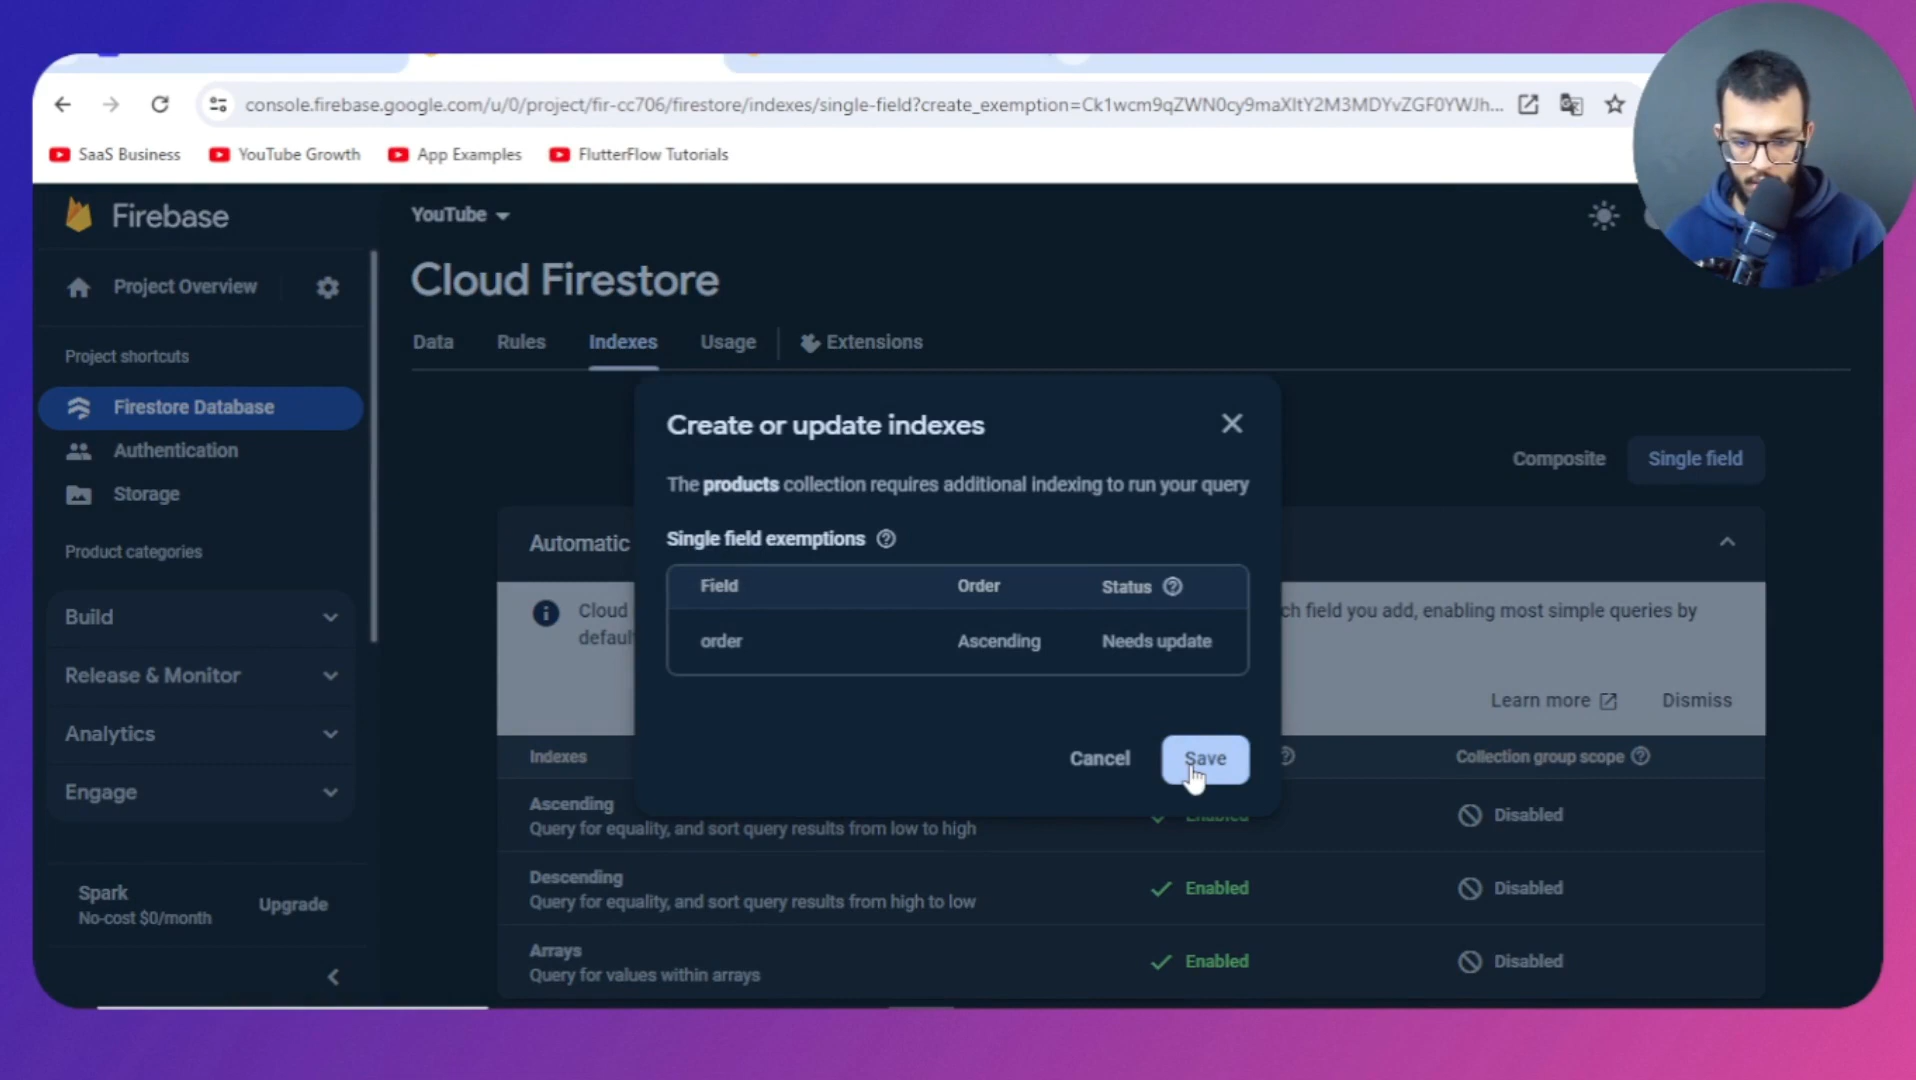 console.firebase.google.com/u/0/project/fir-cc706/firestore/indexes/single-field?create_exemption=Ck1wcm9qZWN0cy9maXItY2M3MDYvZGF0YWJh...
SaaS Business
YouTube Growth
App Examples
FlutterFlow Tutorials
Firebase
YouTube
Project Overview
Cloud Firestore
Data
Rules
Indexes
Usage
Extensions
Project shortcuts
Firestore Database
Authentication
Storage
Product categories
Build
Release & Monitor
Analytics
Engage
Spark
No-cost $0/month
Upgrade
Create or update indexes
The products collection requires additional indexing to run your query
Single field exemptions
Field Order Status
order Ascending Needs update
Cancel
Save
Composite
Single field
Automatic
Cloud
ch field you add, enabling most simple queries by
Learn more
Dismiss
Indexes
Collection group scope
Ascending
Query for equality, and sort query results from low to high
Enabled
Disabled
Descending
Query for equality, and sort query results from high to low
Enabled
Disabled
Arrays
Query for values within arrays
Enabled
Disabled